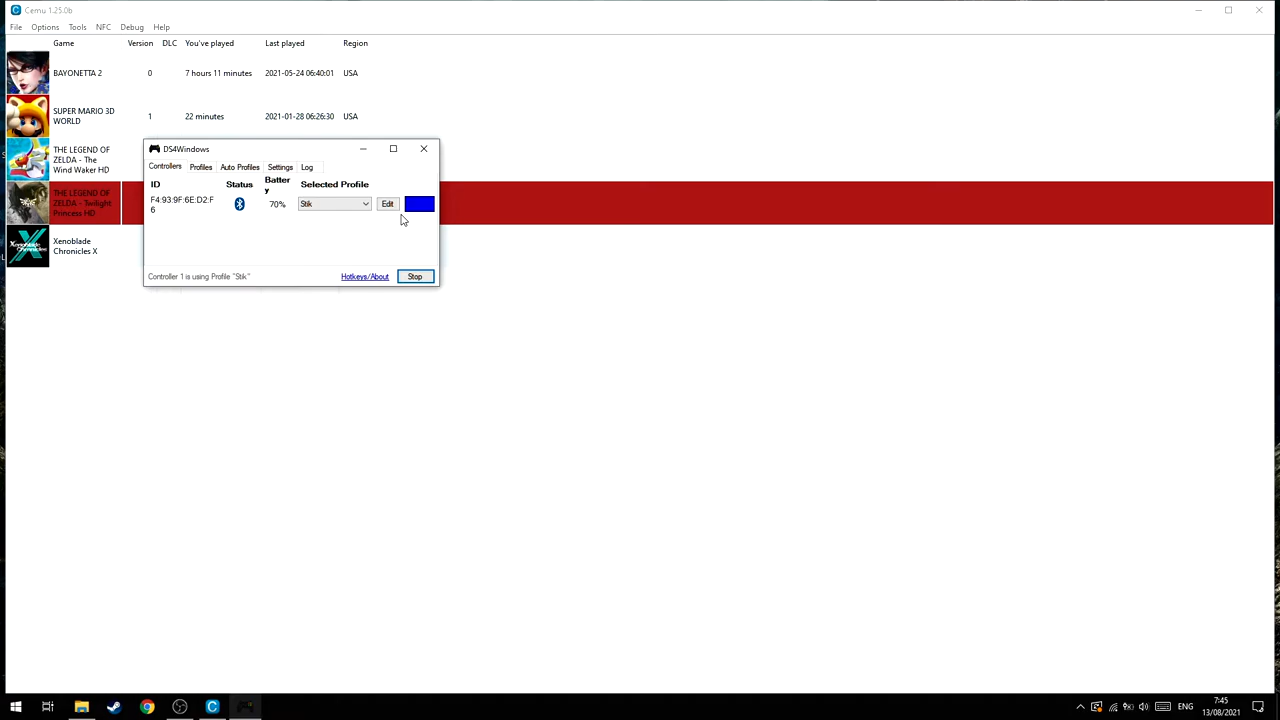 Cemu 1.25.0b
File Options Tools NFC Debug Help
Game Version DLC You've played Last played Region
BAYONETTA 2 0 7 hours 11 minutes 2021-05-24 06:40:01 USA
SUPER MARIO 3D
WORLD
1 22 minutes 2021-01-28 06:26:30 USA
THE LEGEND OF
ZELDA - The
Wind Waker HD
THE LEGEND OF
ZELDA - Twilight
Princess HD
Xenoblade
Chronicles X
DS4Windows
Controllers Profiles Auto Profiles Settings Log
ID Status Batter
y
Selected Profile
F4:93:9F:6E:D2:F
6
70% Stik Edit
Controller 1 is using Profile "Stik" Hotkeys/About Stop
ENG
7:45
13/08/2021